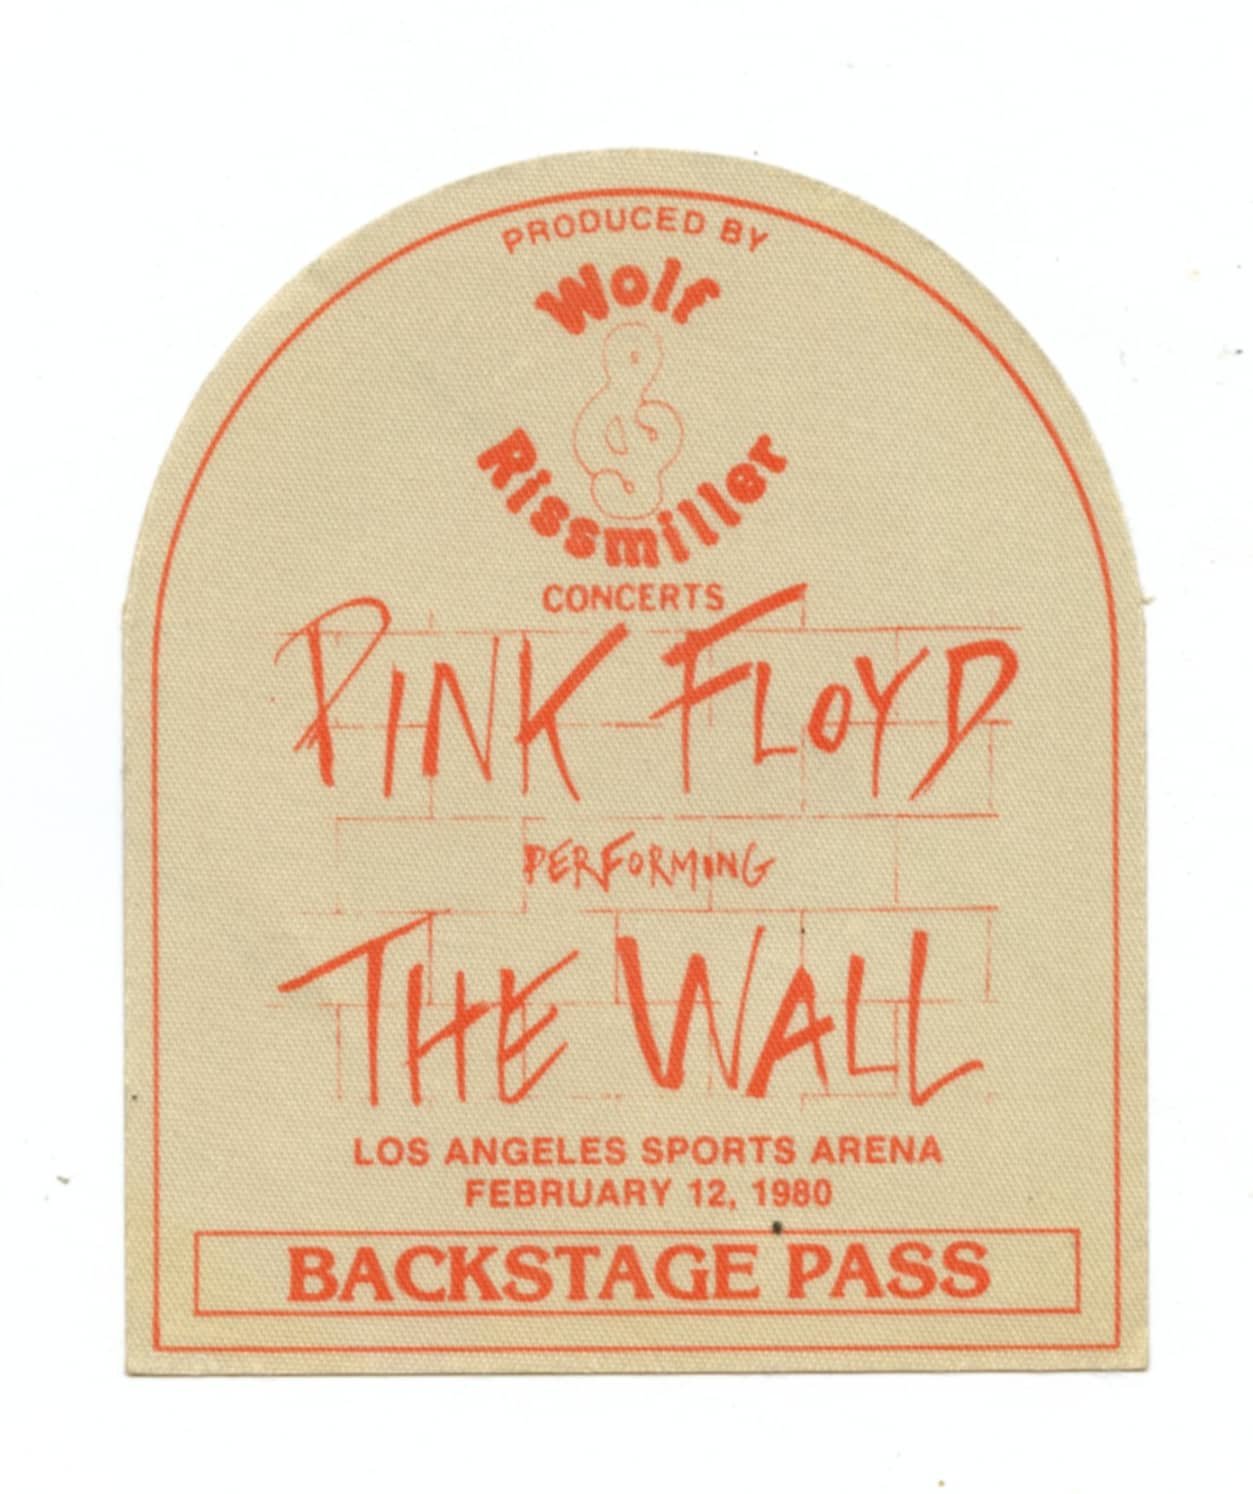 PRODUCED BY
Wolf
&
Rissmiller
CONCERTS
PINK FLOYD
PERFORMING
THE WALL
LOS ANGELES SPORTS ARENA
FEBRUARY 12, 1980
BACKSTAGE PASS